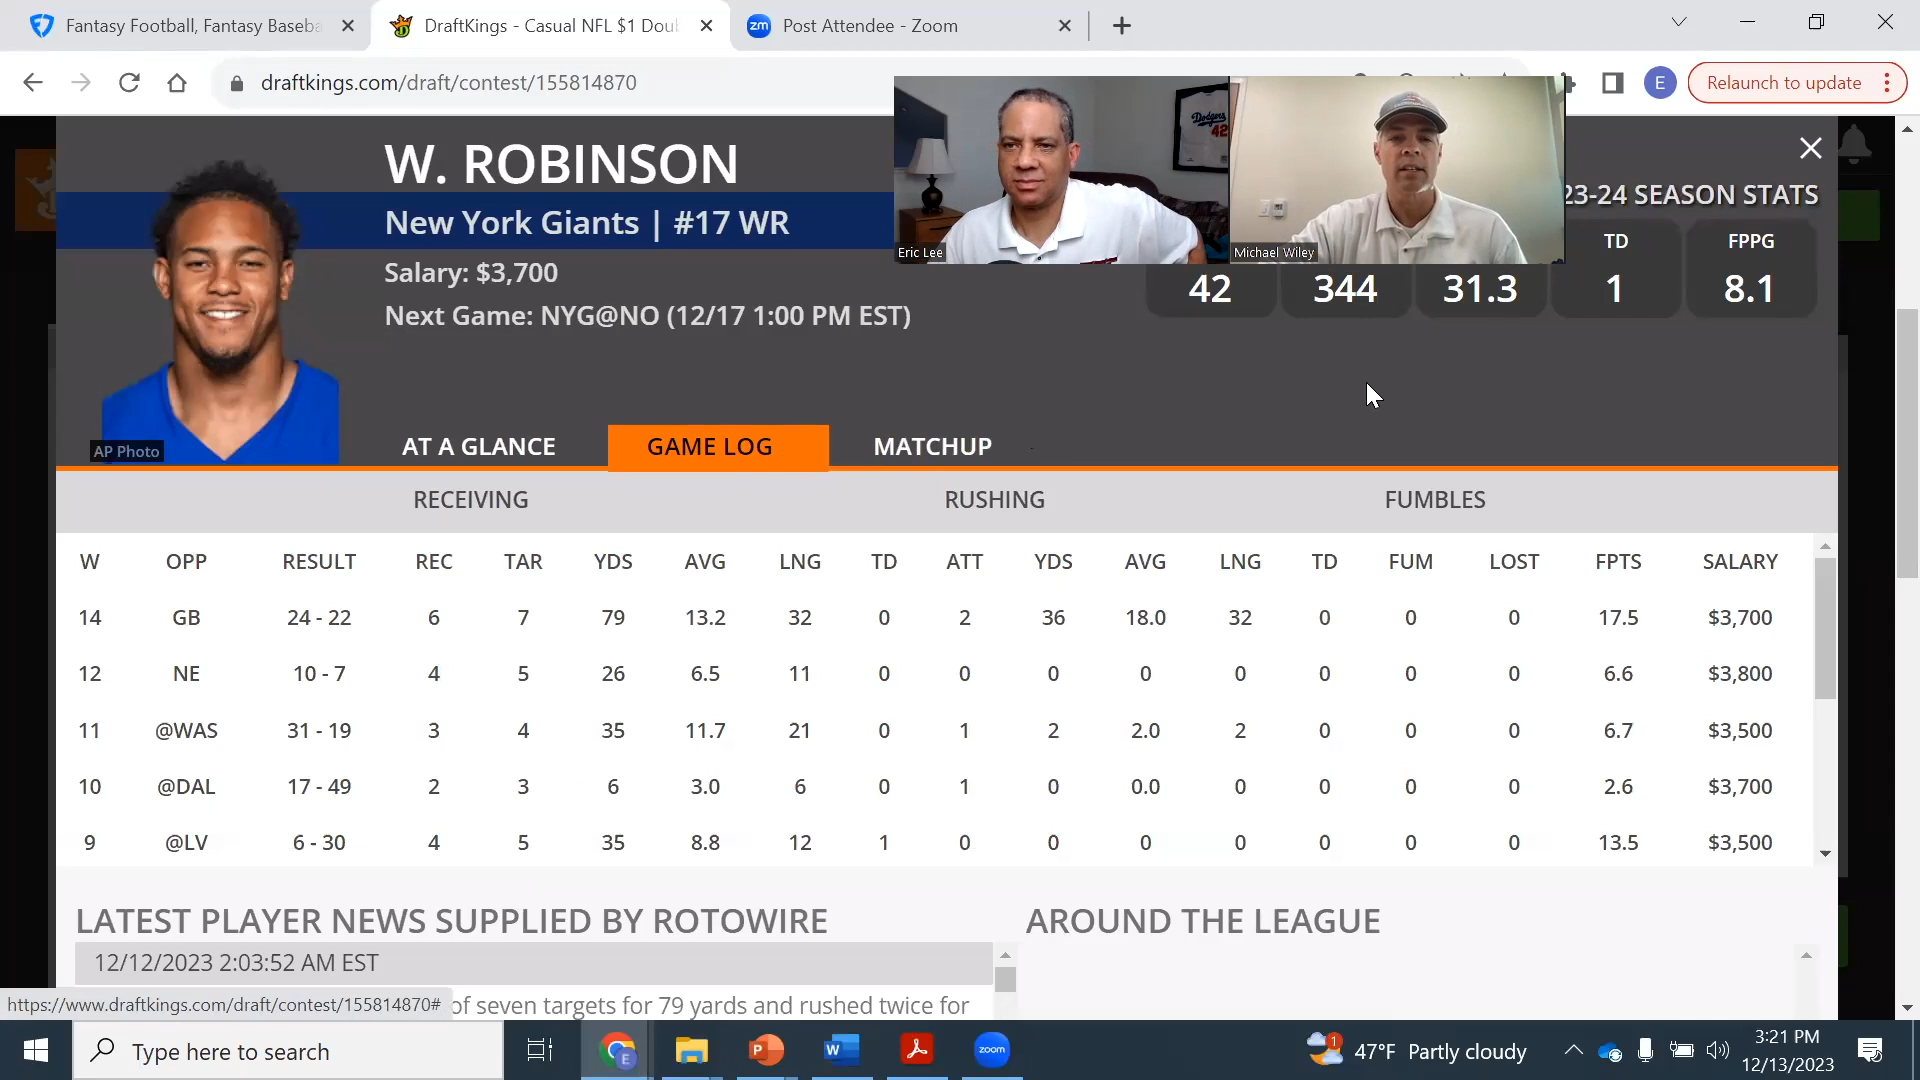 Fantasy Football, Fantasy Baseba
DraftKings - Casual NFL $1 Dou
zm Post Attendee - Zoom
draftkings.com/draft/contest/155814870
E
Relaunch to update
W. ROBINSON
New York Giants | #17 WR
Salary: $3,700
Next Game: NYG@NO (12/17 1:00 PM EST)
Dodgers
42
Eric Lee
Michael Wiley
23-24 SEASON STATS
TD FPPG
42 344 31.3 1 8.1
AP Photo
AT A GLANCE GAME LOG MATCHUP
RECEIVING RUSHING FUMBLES
W OPP RESULT REC TAR YDS AVG LNG TD ATT YDS AVG LNG TD FUM LOST FPTS SALARY
14 GB 24 - 22 6 7 79 13.2 32 0 2 36 18.0 32 0 0 0 17.5 $3,700
12 NE 10 - 7 4 5 26 6.5 11 0 0 0 0 0 0 0 0 6.6 $3,800
11 @WAS 31 - 19 3 4 35 11.7 21 0 1 2 2.0 2 0 0 0 6.7 $3,500
10 @DAL 17 - 49 2 3 6 3.0 6 0 1 0 0.0 0 0 0 0 2.6 $3,700
9 @LV 6 - 30 4 5 35 8.8 12 1 0 0 0 0 0 0 0 13.5 $3,500
LATEST PLAYER NEWS SUPPLIED BY ROTOWIRE
AROUND THE LEAGUE
12/12/2023 2:03:52 AM EST
https://www.draftkings.com/draft/contest/155814870#
of seven targets for 79 yards and rushed twice for
Type here to search
E
P
W
zoom
1
47°F Partly cloudy
3:21 PM
12/13/2023